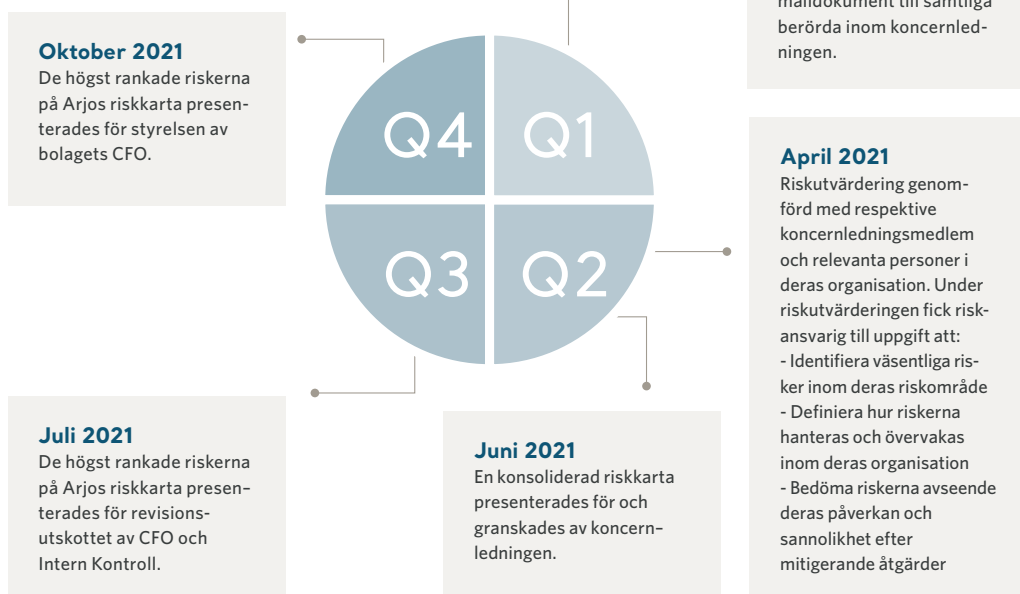 målldokument till samtliga
berörda inom koncernled-
ningen.
Oktober 2021
De högst rankade riskerna
på Arjos riskkarta presen-
terades för styrelsen av
bolagets CFO.
Q4
Q1
Q3
Q2
April 2021
Riskutvärdering genom-
förd med respektive
koncernledningsmedlem
och relevanta personer i
deras organisation. Under
riskutvärderingen fick risk-
ansvarig till uppgift att:
- Identifiera väsentliga ris-
ker inom deras riskområde
- Definiera hur riskerna
hanteras och övervakas
inom deras organisation
- Bedöma riskerna avseende
deras påverkan och
sannolikhet efter
mitigerande åtgärder
Juli 2021
De högst rankade riskerna
på Arjos riskkarta presen-
terades för revisions-
utskottet av CFO och
Intern Kontroll.
Juni 2021
En konsoliderad riskkarta
presenterades för och
granskades av koncern-
ledningen.